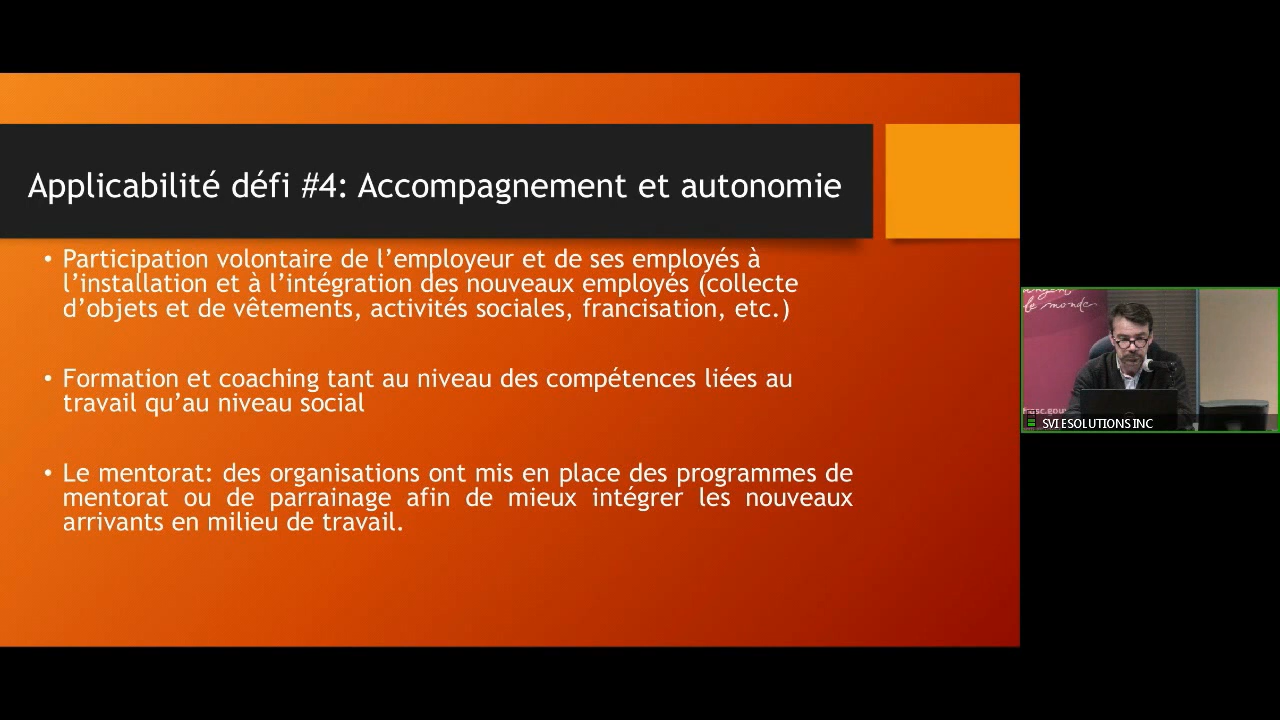 Applicabilité défi #4: Accompagnement et autonomie
• Participation volontaire de l’employeur et de ses employés à
l’installation et à l’intégration des nouveaux employés (collecte
d’objets et de vêtements, activités sociales, francisation, etc.)
• Formation et coaching tant au niveau des compétences liées au
travail qu’au niveau social
• Le mentorat: des organisations ont mis en place des programmes de
mentorat ou de parrainage afin de mieux intégrer les nouveaux
arrivants en milieu de travail.
le monde
SVI ESOLUTIONS INC